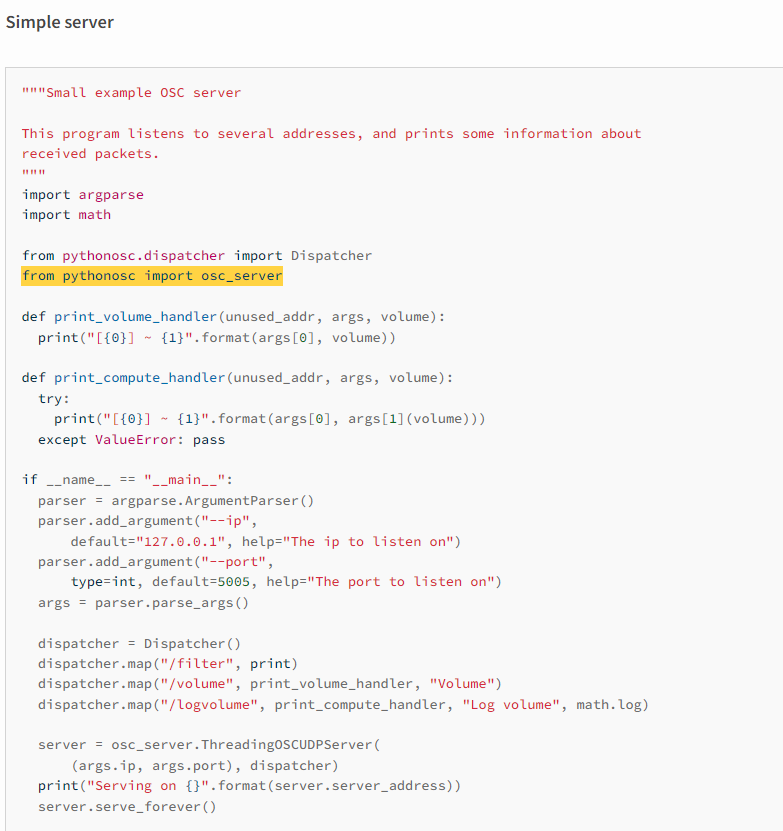 Simple server
"""Small example OSC server
This program listens to several addresses, and prints some information about
received packets.
"""
import argparse
import math
from pythonosc.dispatcher import Dispatcher
from pythonosc import osc_server
def print_volume_handler(unused_addr, args, volume):
  print("[{0}] ~ {1}".format(args[0], volume))
def print_compute_handler(unused_addr, args, volume):
  try:
    print("[{0}] ~ {1}".format(args[0], args[1](volume)))
  except ValueError: pass
if __name__ == "__main__":
  parser = argparse.ArgumentParser()
  parser.add_argument("--ip",
      default="127.0.0.1", help="The ip to listen on")
  parser.add_argument("--port",
      type=int, default=5005, help="The port to listen on")
  args = parser.parse_args()
  dispatcher = Dispatcher()
  dispatcher.map("/filter", print)
  dispatcher.map("/volume", print_volume_handler, "Volume")
  dispatcher.map("/logvolume", print_compute_handler, "Log volume", math.log)
  server = osc_server.ThreadingOSCUDPServer(
      (args.ip, args.port), dispatcher)
  print("Serving on {}".format(server.server_address))
  server.serve_forever()